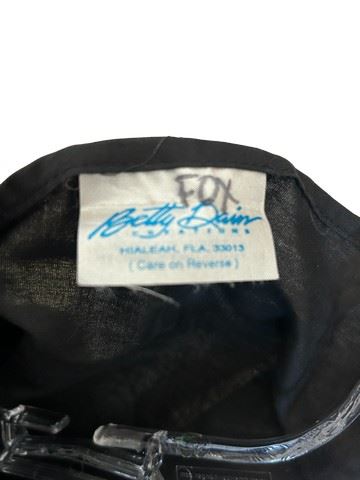 FOX
Betty Dain
CREATIONS
HIALEAH, FLA. 33013
( Care on Reverse )